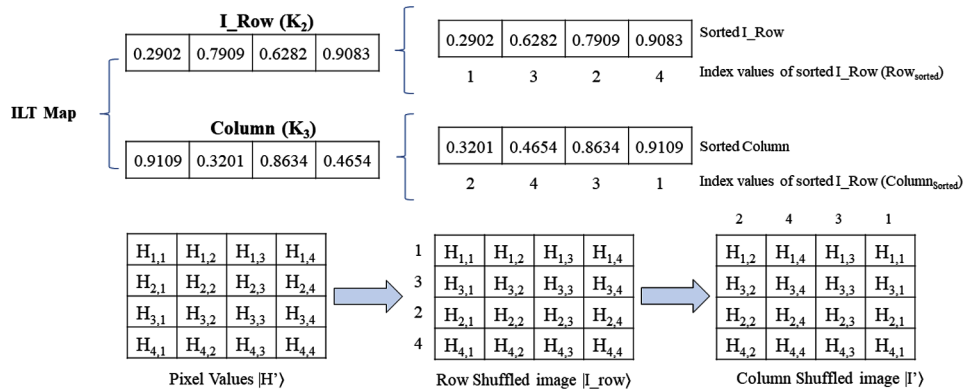 I_Row (K2)
0.2902 0.7909 0.6282 0.9083
0.2902 0.6282 0.7909 0.9083 Sorted I_Row
1 3 2 4 Index values of sorted I_Row (Row_sorted)
ILT Map
Column (K3)
0.9109 0.3201 0.8634 0.4654
0.3201 0.4654 0.8634 0.9109 Sorted Column
2 4 3 1 Index values of sorted I_Row (Column_Sorted)
H1,1 H1,2 H1,3 H1,4
H2,1 H2,2 H2,3 H2,4
H3,1 H3,2 H3,3 H3,4
H4,1 H4,2 H4,3 H4,4
Pixel Values |H'⟩
1 H1,1 H1,2 H1,3 H1,4
3 H3,1 H3,2 H3,3 H3,4
2 H2,1 H2,2 H2,3 H2,4
4 H4,1 H4,2 H4,3 H4,4
Row Shuffled image |I_row⟩
2 4 3 1
H1,2 H1,4 H1,3 H1,1
H3,2 H3,4 H3,3 H3,1
H2,2 H2,4 H2,3 H2,1
H4,2 H4,4 H4,3 H4,1
Column Shuffled image |I'⟩